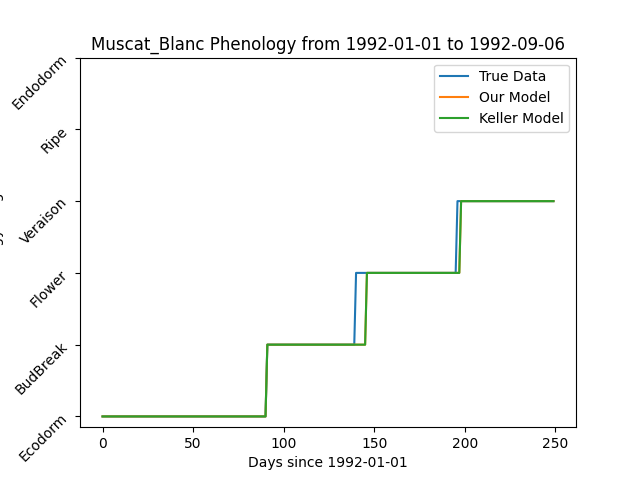 Muscat_Blanc Phenology from 1992-01-01 to 1992-09-06
Endodorm
Ripe
Veraison
Flower
BudBreak
Ecodorm
True Data
Our Model
Keller Model
0 50 100 150 200 250
Days since 1992-01-01